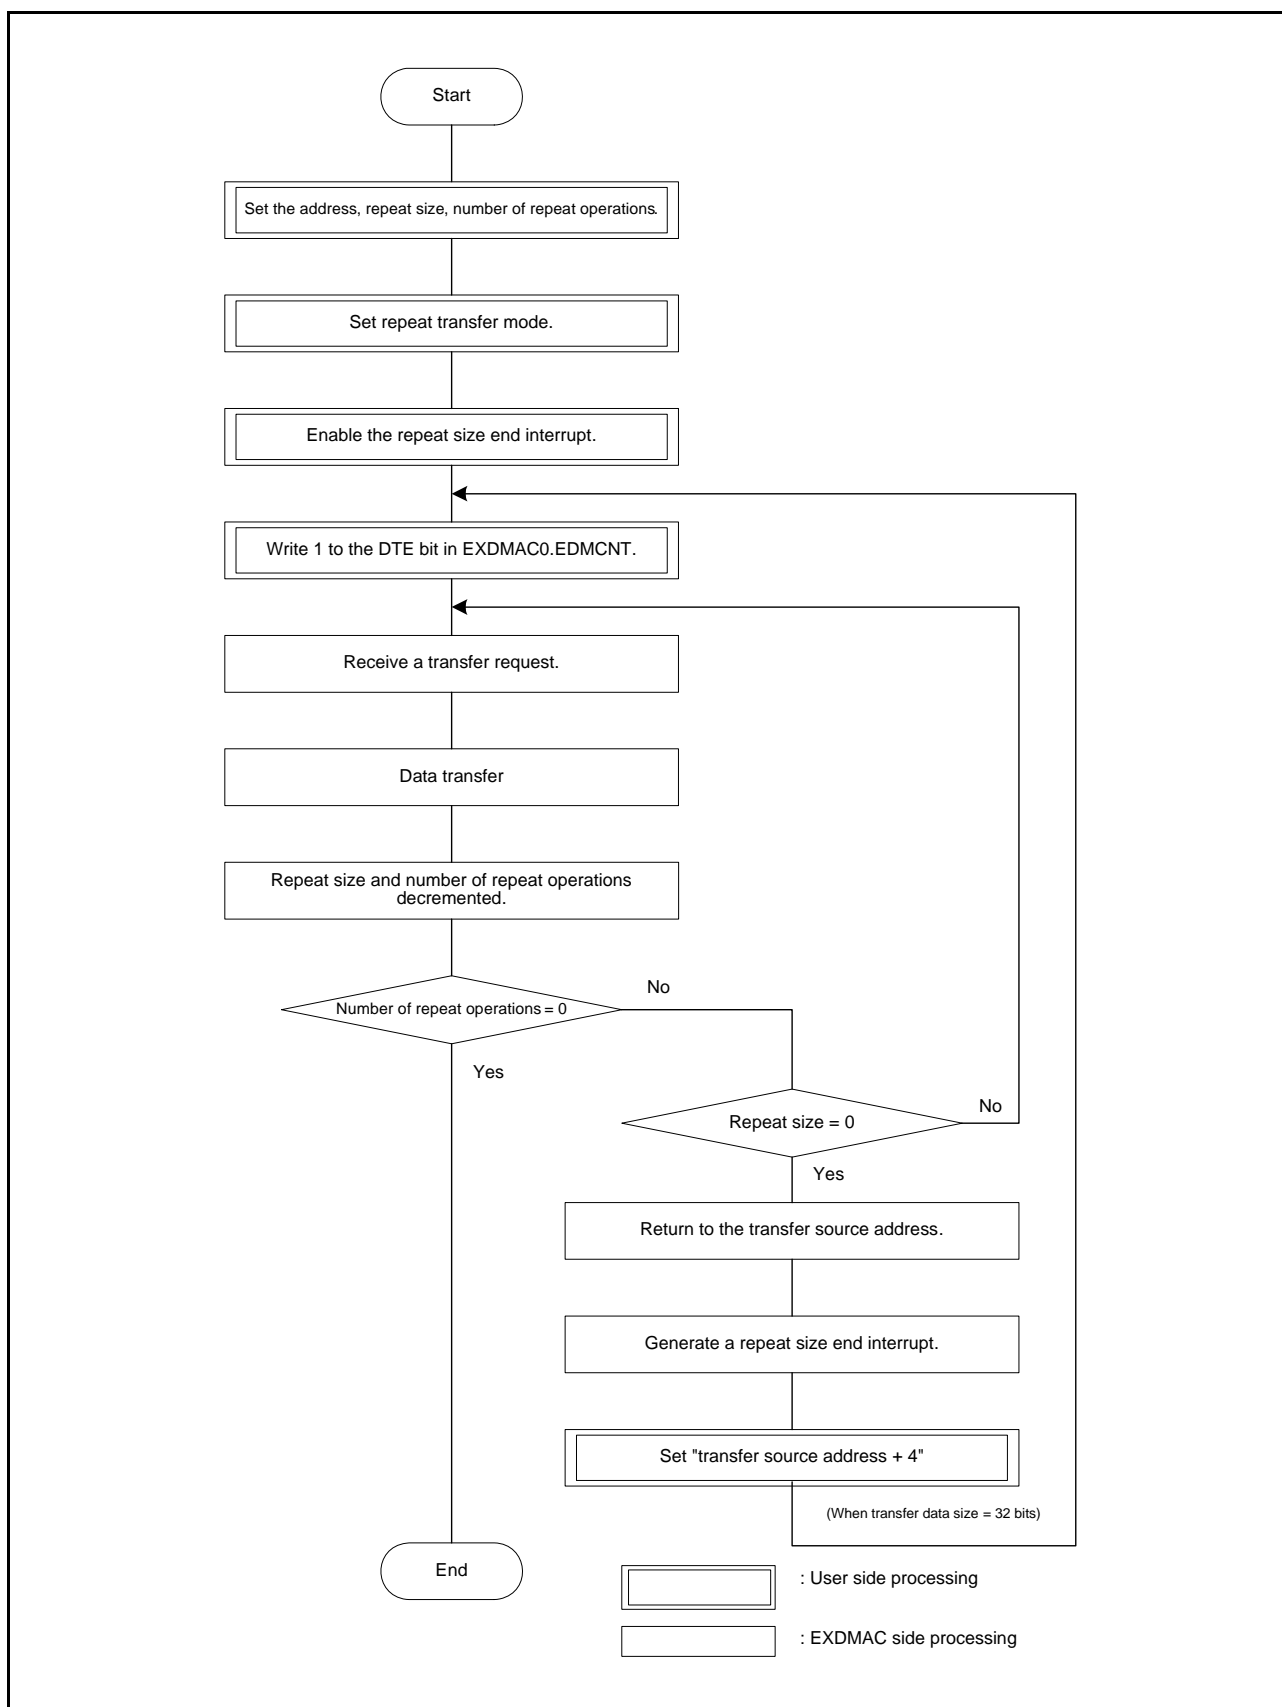 Start
Set the address, repeat size, number of repeat operations.
Set repeat transfer mode.
Enable the repeat size end interrupt.
Write 1 to the DTE bit in EXDMAC0.EDMCNT.
Receive a transfer request.
Data transfer
Repeat size and number of repeat operations
decremented.
No
Number of repeat operations = 0
Yes
No
Repeat size = 0
Yes
Return to the transfer source address.
Generate a repeat size end interrupt.
Set "transfer source address + 4"
(When transfer data size = 32 bits)
End
: User side processing
: EXDMAC side processing